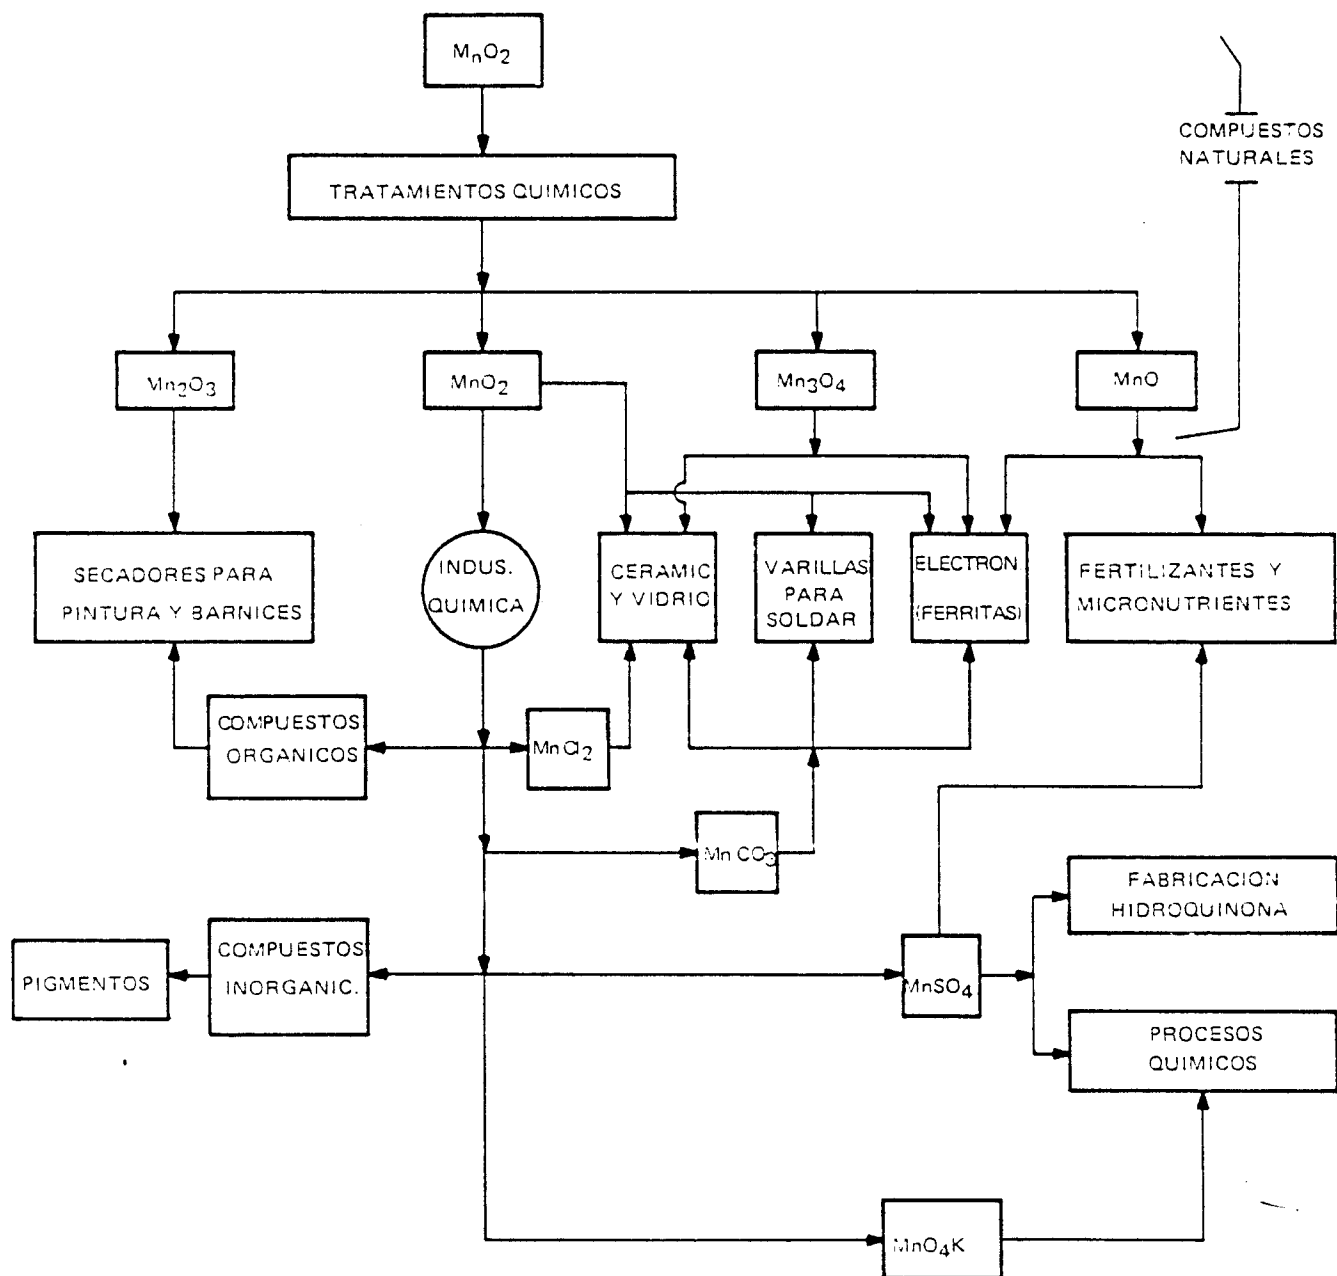 MnO2
COMPUESTOS
NATURALES
TRATAMIENTOS QUIMICOS
Mn2O3
MnO2
Mn3O4
MnO
SECADORES PARA
PINTURA Y BARNICES
INDUS.
QUIMICA
CERAMIC
Y VIDRIO
VARILLAS
PARA
SOLDAR
ELECTRON
(FERRITAS)
FERTILIZANTES Y
MICRONUTRIENTES
COMPUESTOS
ORGANICOS
MnCl2
MnCO3
FABRICACION
HIDROQUINONA
PIGMENTOS
COMPUESTOS
INORGANIC.
MnSO4
PROCESOS
QUIMICOS
MnO4K